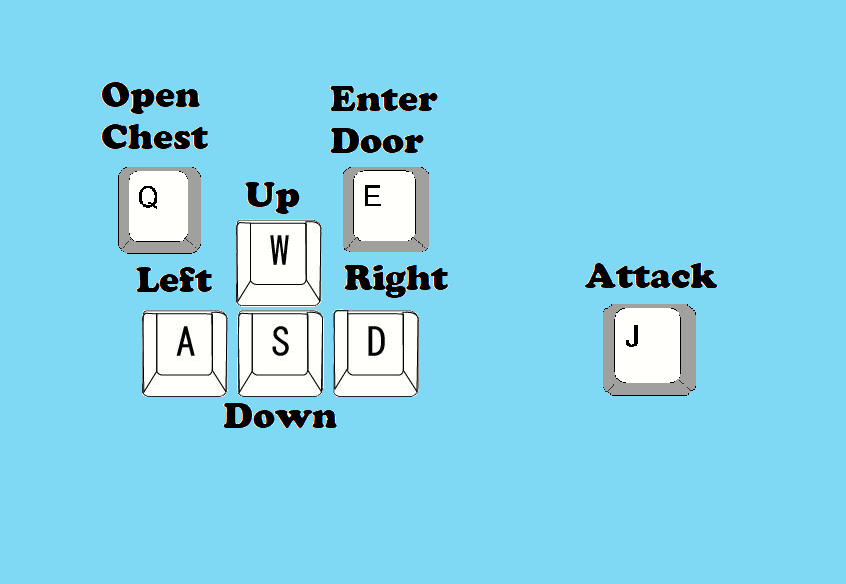 Open
Chest
Enter
Door
Q
Up
E
W
Left
Right
Attack
A
S
D
J
Down